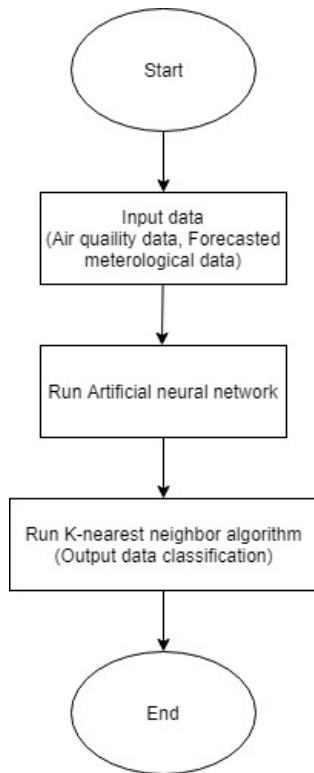 Start
Input data
(Air quaility data, Forecasted
meterological data)
Run Artificial neural network
Run K-nearest neighbor algorithm
(Output data classification)
End